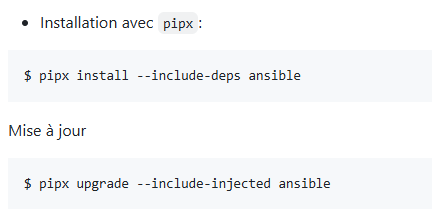 • Installation avec pipx :
$ pipx install --include-deps ansible
Mise à jour
$ pipx upgrade --include-injected ansible